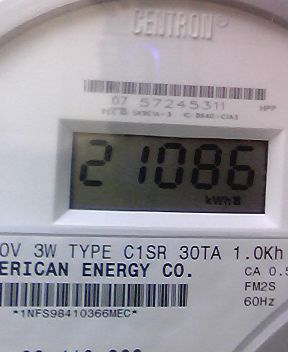 CENTRON®
07 57245311 HPP
21086
kWh
0V 3W TYPE C1SR 30TA 1.0Kh
ERICAN ENERGY CO.
CA 0.5
FM2S
60Hz
*1NFS98410366MEC*